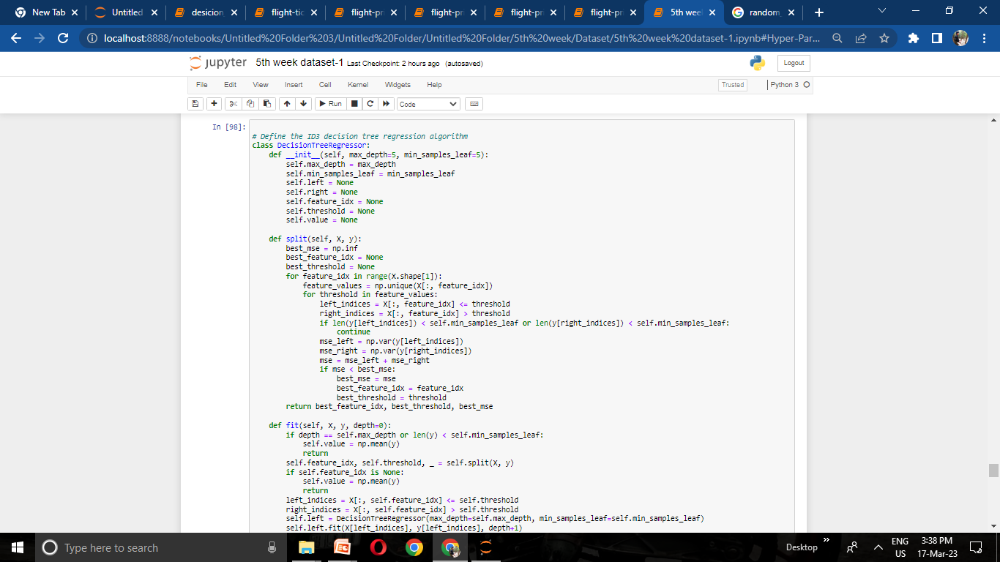 New Tab
Untitled
desicion
flight-tic
flight-pr
flight-pr
flight-pr
flight-pr
5th wee
random_
localhost:8888/notebooks/Untitled%20Folder%203/Untitled%20Folder/Untitled%20Folder/5th%20week/Dataset/5th%20week%20dataset-1.ipynb#Hyper-Par...
jupyter 5th week dataset-1 Last Checkpoint: 2 hours ago (autosaved)
Logout
File Edit View Insert Cell Kernel Widgets Help
Trusted
Python 3
Run
Code
In [98]:
# Define the ID3 decision tree regression algorithm
class DecisionTreeRegressor:
    def __init__(self, max_depth=5, min_samples_leaf=5):
        self.max_depth = max_depth
        self.min_samples_leaf = min_samples_leaf
        self.left = None
        self.right = None
        self.feature_idx = None
        self.threshold = None
        self.value = None
    def split(self, X, y):
        best_mse = np.inf
        best_feature_idx = None
        best_threshold = None
        for feature_idx in range(X.shape[1]):
            feature_values = np.unique(X[:, feature_idx])
            for threshold in feature_values:
                left_indices = X[:, feature_idx] <= threshold
                right_indices = X[:, feature_idx] > threshold
                if len(y[left_indices]) < self.min_samples_leaf or len(y[right_indices]) < self.min_samples_leaf:
                    continue
                mse_left = np.var(y[left_indices])
                mse_right = np.var(y[right_indices])
                mse = mse_left + mse_right
                if mse < best_mse:
                    best_mse = mse
                    best_feature_idx = feature_idx
                    best_threshold = threshold
        return best_feature_idx, best_threshold, best_mse
    def fit(self, X, y, depth=0):
        if depth == self.max_depth or len(y) < self.min_samples_leaf:
            self.value = np.mean(y)
            return
        self.feature_idx, self.threshold, _ = self.split(X, y)
        if self.feature_idx is None:
            self.value = np.mean(y)
            return
        left_indices = X[:, self.feature_idx] <= self.threshold
        right_indices = X[:, self.feature_idx] > self.threshold
        self.left = DecisionTreeRegressor(max_depth=self.max_depth, min_samples_leaf=self.min_samples_leaf)
        self.left.fit(X[left_indices], y[left_indices], depth+1)
Type here to search
Desktop
ENG
US
3:38 PM
17-Mar-23